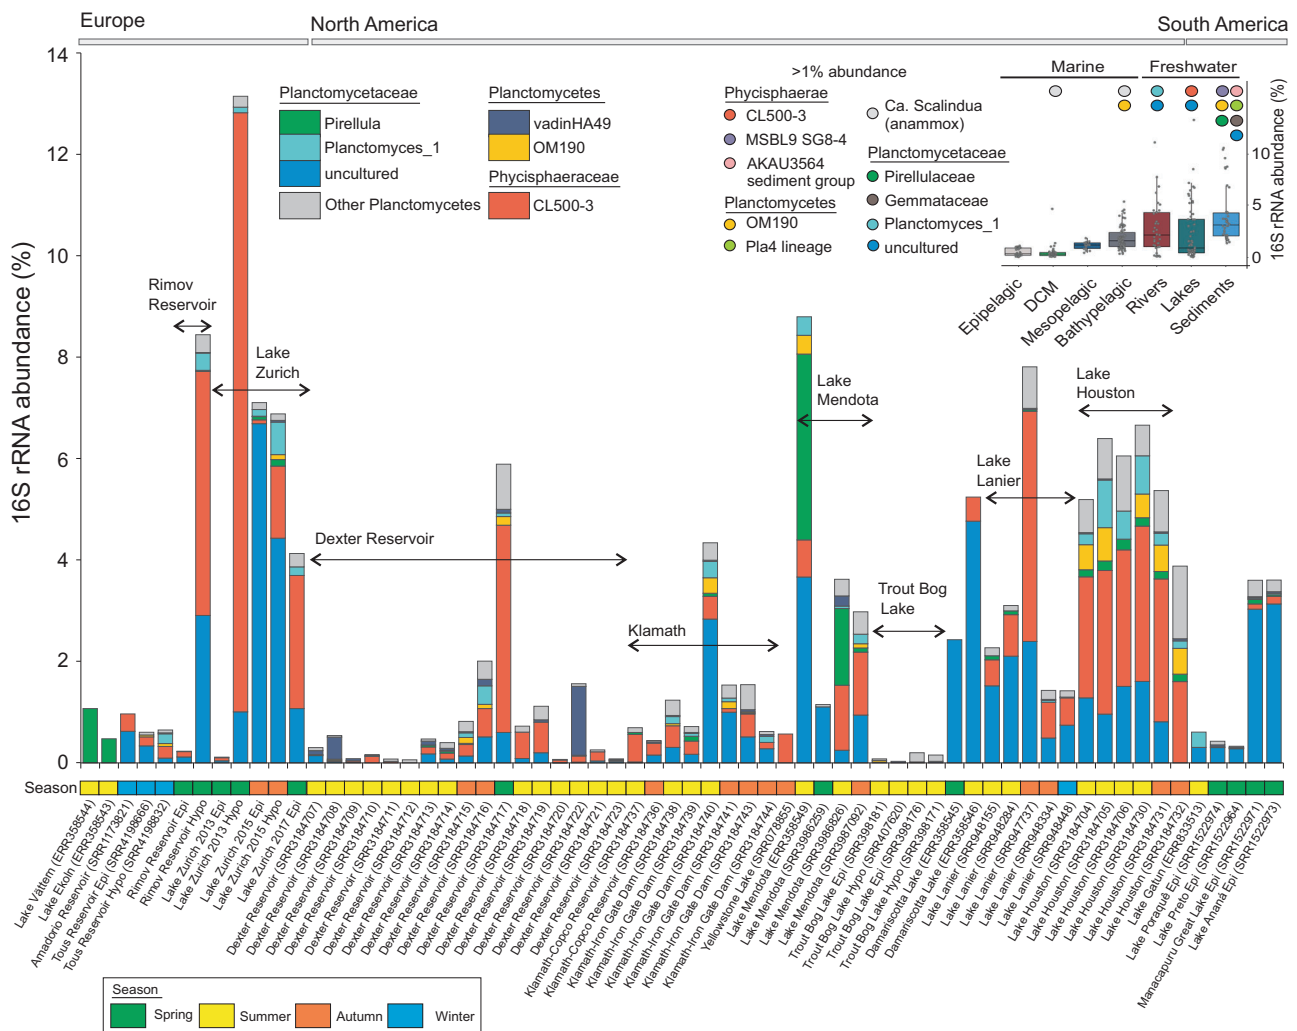 Europe
North America
South America
14
12
10
8
6
4
2
0
16S rRNA abundance (%)
Planctomycetaceae
Pirellula
Planctomyces_1
uncultured
Other Planctomycetes
Planctomycetes
vadinHA49
OM190
Phycisphaeraceae
CL500-3
>1% abundance
Phycisphaerae
CL500-3
MSBL9 SG8-4
AKAU3564
sediment group
Planctomycetes
OM190
Pla4 lineage
Ca. Scalindua
(anammox)
Planctomycetaceae
Pirellulaceae
Gemmataceae
Planctomyces_1
uncultured
Marine
Freshwater
10
5
0
16S rRNA abundance (%)
Epipelagic
DCM
Mesopelagic
Bathypelagic
Rivers
Lakes
Sediments
Rimov
Reservoir
Lake
Zurich
Dexter Reservoir
Klamath
Lake
Mendota
Trout Bog
Lake
Lake
Lanier
Lake
Houston
Season
Lake Vättern (ERR358544)
Lake Ekoln (ERR358543)
Amadorio Reservoir (SRR1173821)
Tous Reservoir Epi (SRR4198666)
Tous Reservoir Hypo (SRR4198832)
Rimov Reservoir Epi
Rimov Reservoir Hypo
Lake Zurich 2013 Epi
Lake Zurich 2013 Hypo
Lake Zurich 2015 Epi
Lake Zurich 2015 Hypo
Lake Zurich 2017 Epi
Dexter Reservoir (SRR3184707)
Dexter Reservoir (SRR3184708)
Dexter Reservoir (SRR3184709)
Dexter Reservoir (SRR3184710)
Dexter Reservoir (SRR3184711)
Dexter Reservoir (SRR3184712)
Dexter Reservoir (SRR3184713)
Dexter Reservoir (SRR3184714)
Dexter Reservoir (SRR3184715)
Dexter Reservoir (SRR3184716)
Dexter Reservoir (SRR3184717)
Dexter Reservoir (SRR3184718)
Dexter Reservoir (SRR3184719)
Dexter Reservoir (SRR3184720)
Dexter Reservoir (SRR3184722)
Dexter Reservoir (SRR3184721)
Dexter Reservoir (SRR3184723)
Klamath-Copco Reservoir (SRR3184737)
Klamath-Copco Reservoir (SRR3184736)
Klamath-Iron Gate Dam (SRR3184738)
Klamath-Iron Gate Dam (SRR3184739)
Klamath-Iron Gate Dam (SRR3184740)
Klamath-Iron Gate Dam (SRR3184741)
Klamath-Iron Gate Dam (SRR3184743)
Klamath-Iron Gate Dam (SRR3184744)
Yellowstone Lake (SRR078855)
Lake Mendota (ERR358549)
Lake Mendota (SRR3986259)
Lake Mendota (SRR3986826)
Lake Mendota (SRR3987092)
Trout Bog Lake Epi (SRR398181)
Trout Bog Lake Hypo (SRR407620)
Trout Bog Lake Epi (SRR398176)
Trout Bog Lake Hypo (SRR398171)
Damariscotta Lake (ERR358545)
Damariscotta Lake (ERR358546)
Lake Lanier (SRR948155)
Lake Lanier (SRR948284)
Lake Lanier (SRR947737)
Lake Lanier (SRR948334)
Lake Lanier (SRR948448)
Lake Houston (SRR3184704)
Lake Houston (SRR3184705)
Lake Houston (SRR3184706)
Lake Houston (SRR3184730)
Lake Houston (SRR3184731)
Lake Houston (SRR3184732)
Lake Gatun (SRR3513)
Lake Poraquê Epi (SRR1522974)
Lake Preto Epi (SRR1522964)
Manacapuru Great Lake Epi (SRR1522971)
Lake Ananá Epi (SRR1522973)
Season
Spring
Summer
Autumn
Winter